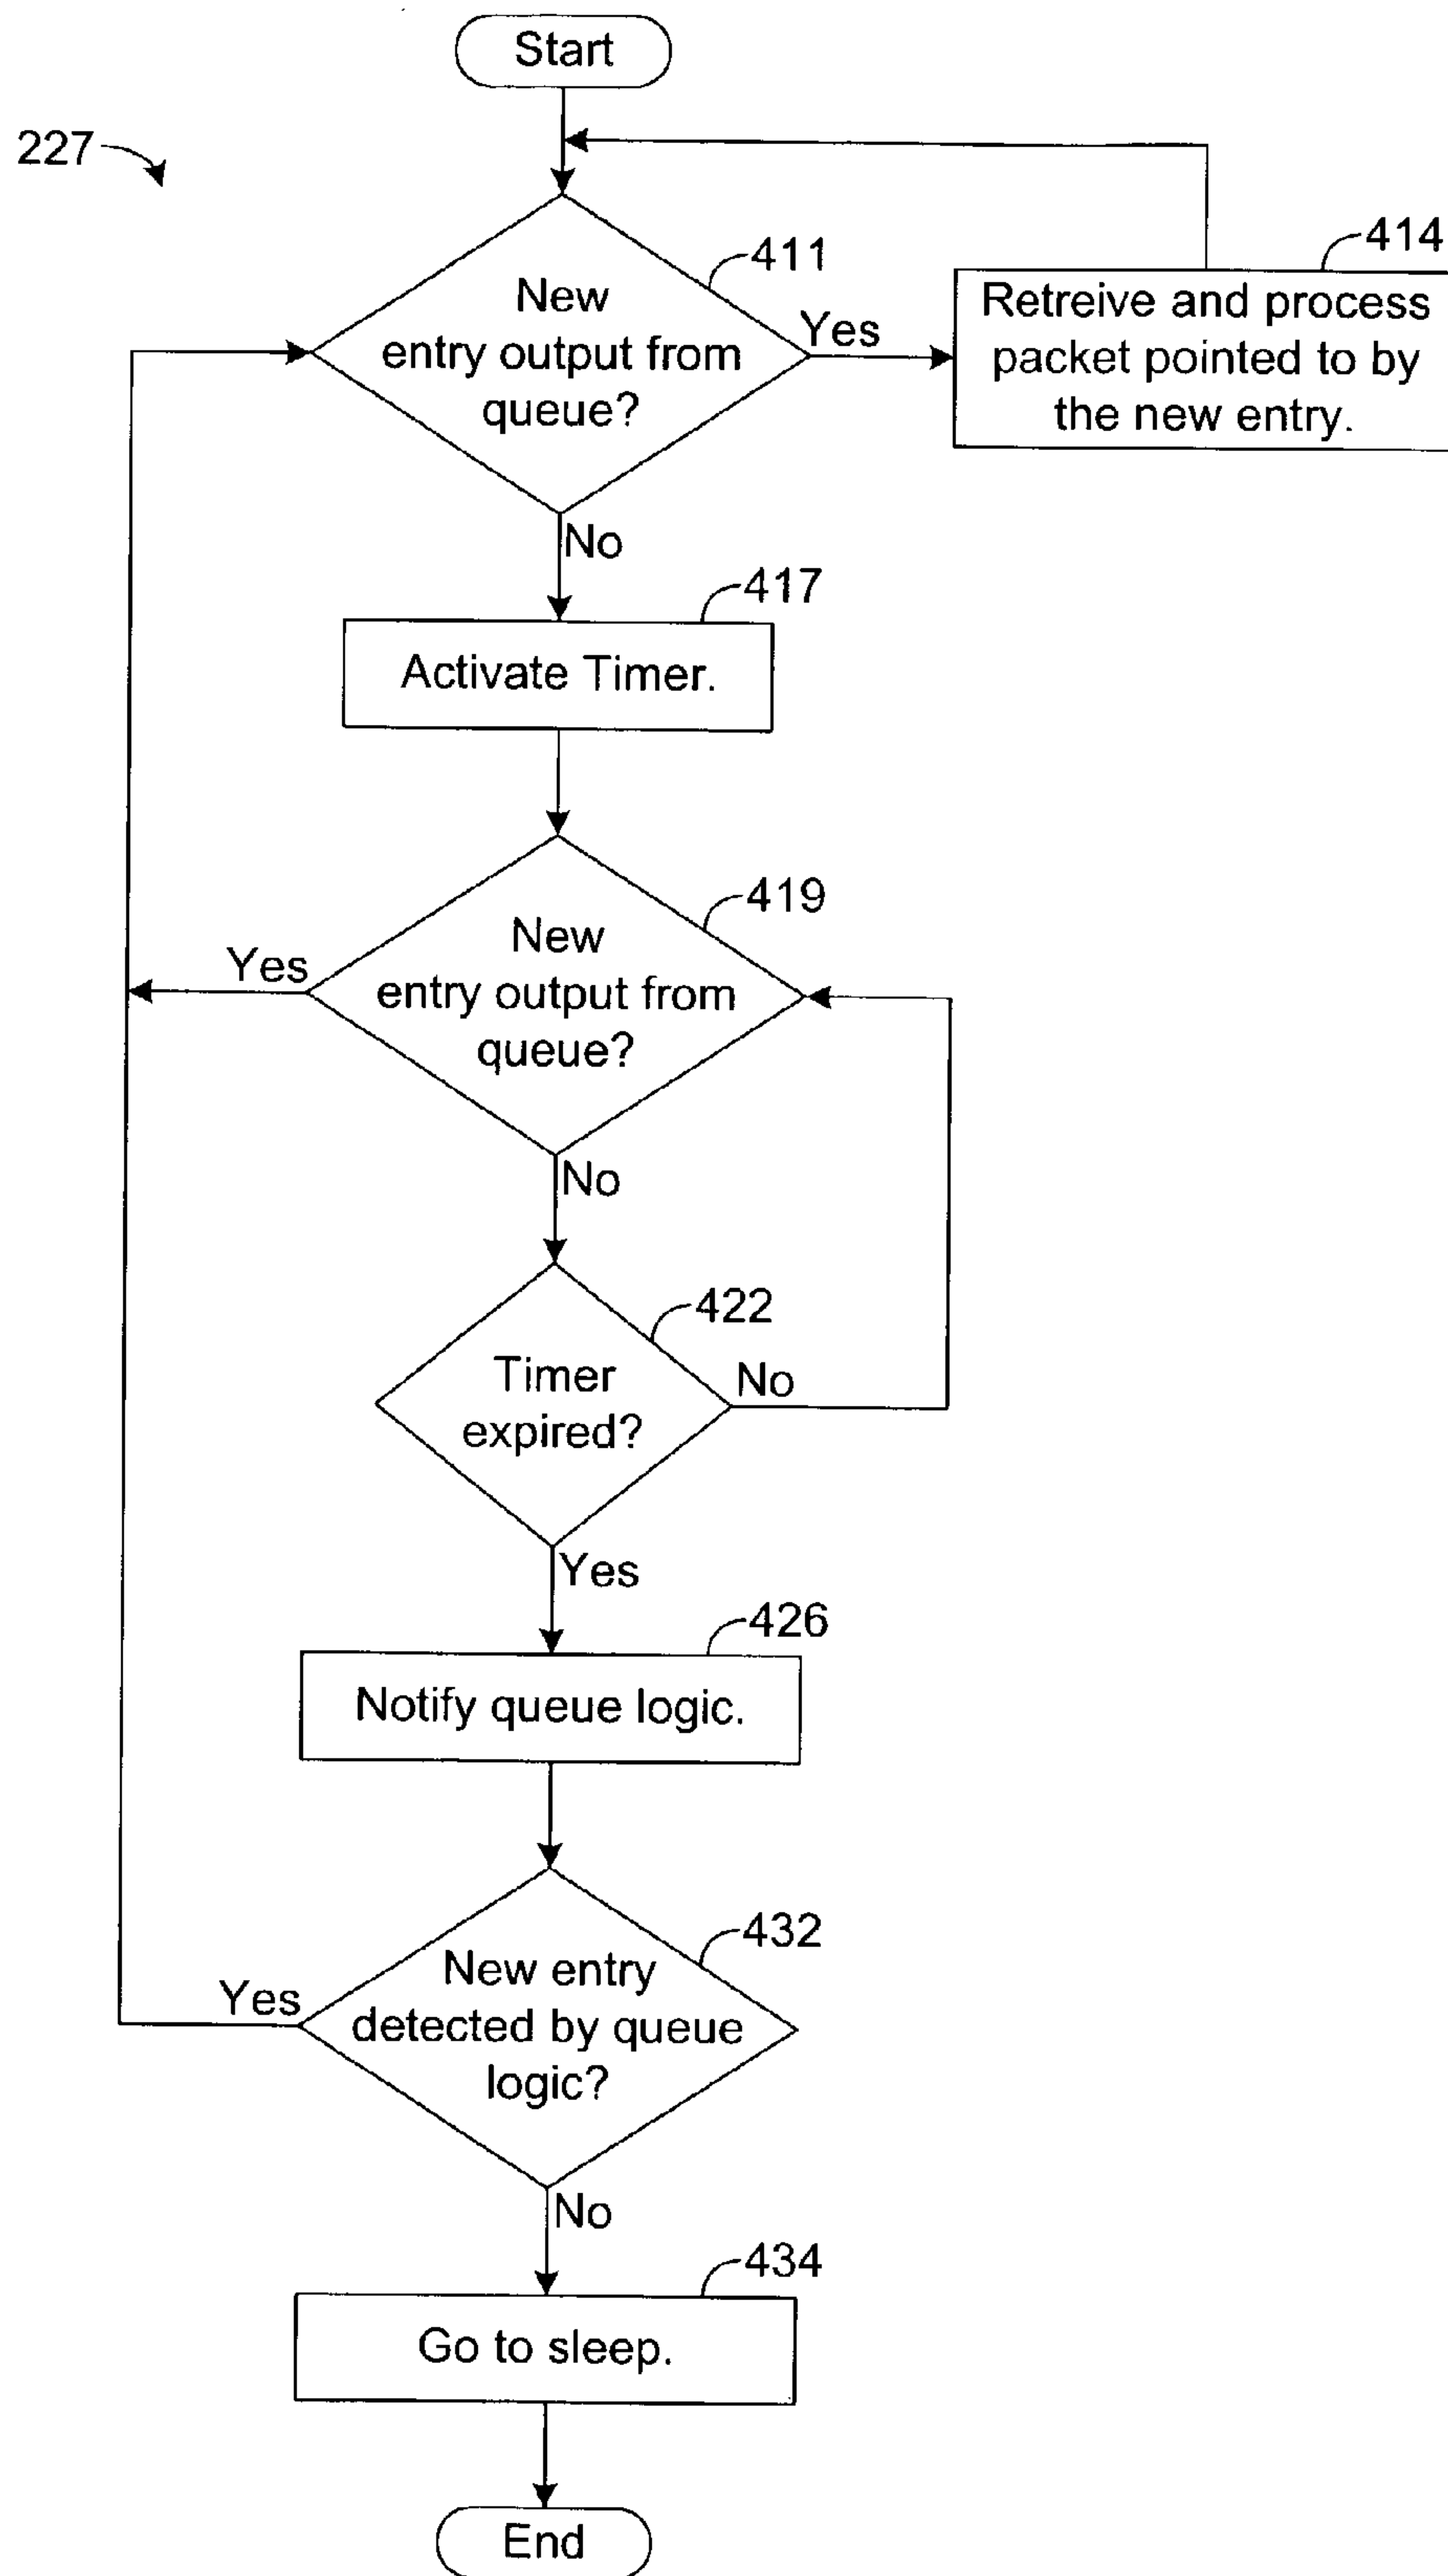 Start
227
411
414
New
entry output from
queue?
Yes
Retreive and process
packet pointed to by
the new entry.
No
417
Activate Timer.
419
New
entry output from
queue?
Yes
No
422
Timer
expired?
No
Yes
426
Notify queue logic.
432
New entry
detected by queue
logic?
Yes
No
434
Go to sleep.
End